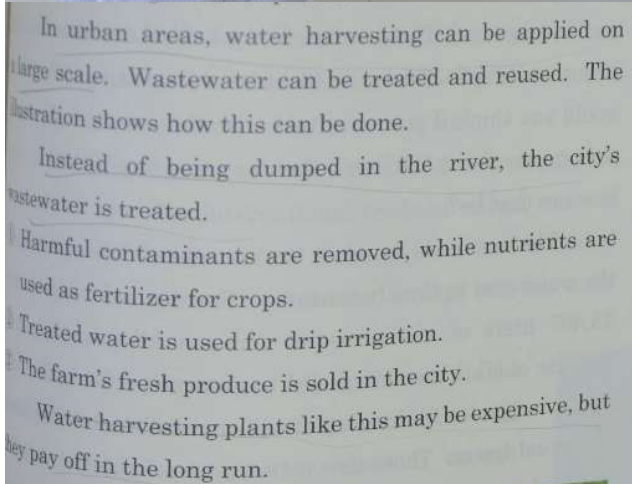 In urban areas, water harvesting can be applied on
large scale. Wastewater can be treated and reused. The
illustration shows how this can be done.
Instead of being dumped in the river, the city's
wastewater is treated.
Harmful contaminants are removed, while nutrients are
used as fertilizer for crops.
Treated water is used for drip irrigation.
The farm's fresh produce is sold in the city.
Water harvesting plants like this may be expensive, but
they pay off in the long run.